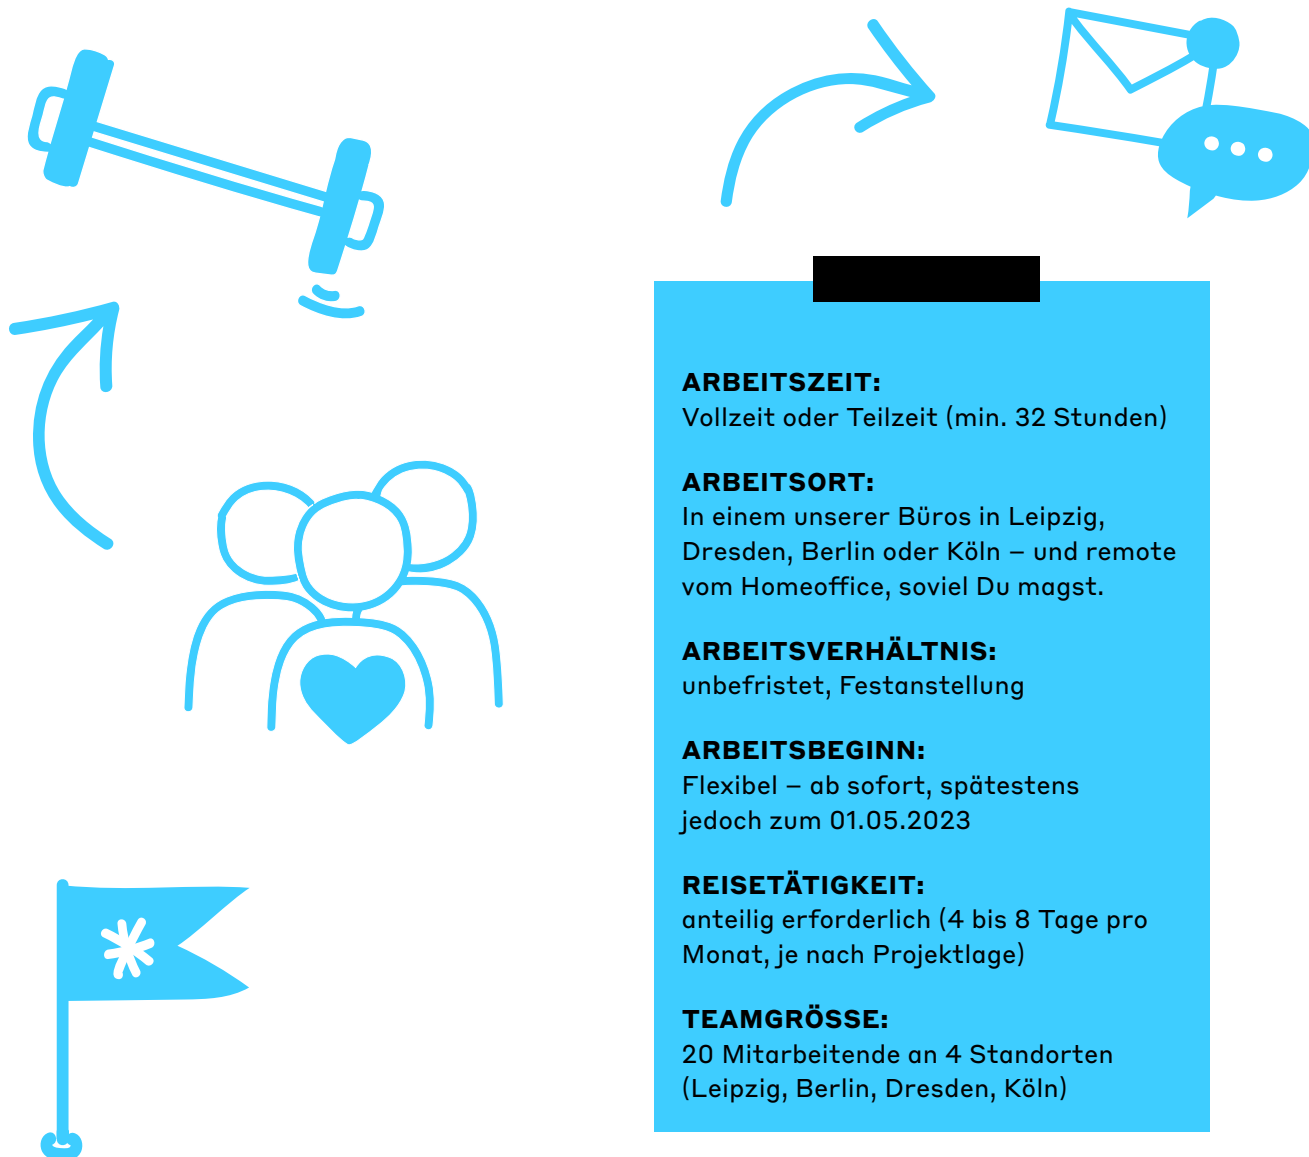 ARBEITSZEIT:
Vollzeit oder Teilzeit (min. 32 Stunden)
ARBEITSORT:
In einem unserer Büros in Leipzig,
Dresden, Berlin oder Köln – und remote
vom Homeoffice, soviel Du magst.
ARBEITSVERHÄLTNIS:
unbefristet, Festanstellung
ARBEITSBEGINN:
Flexibel – ab sofort, spätestens
jedoch zum 01.05.2023
REISETÄTIGKEIT:
anteilig erforderlich (4 bis 8 Tage pro
Monat, je nach Projektlage)
TEAMGRÖSSE:
20 Mitarbeitende an 4 Standorten
(Leipzig, Berlin, Dresden, Köln)